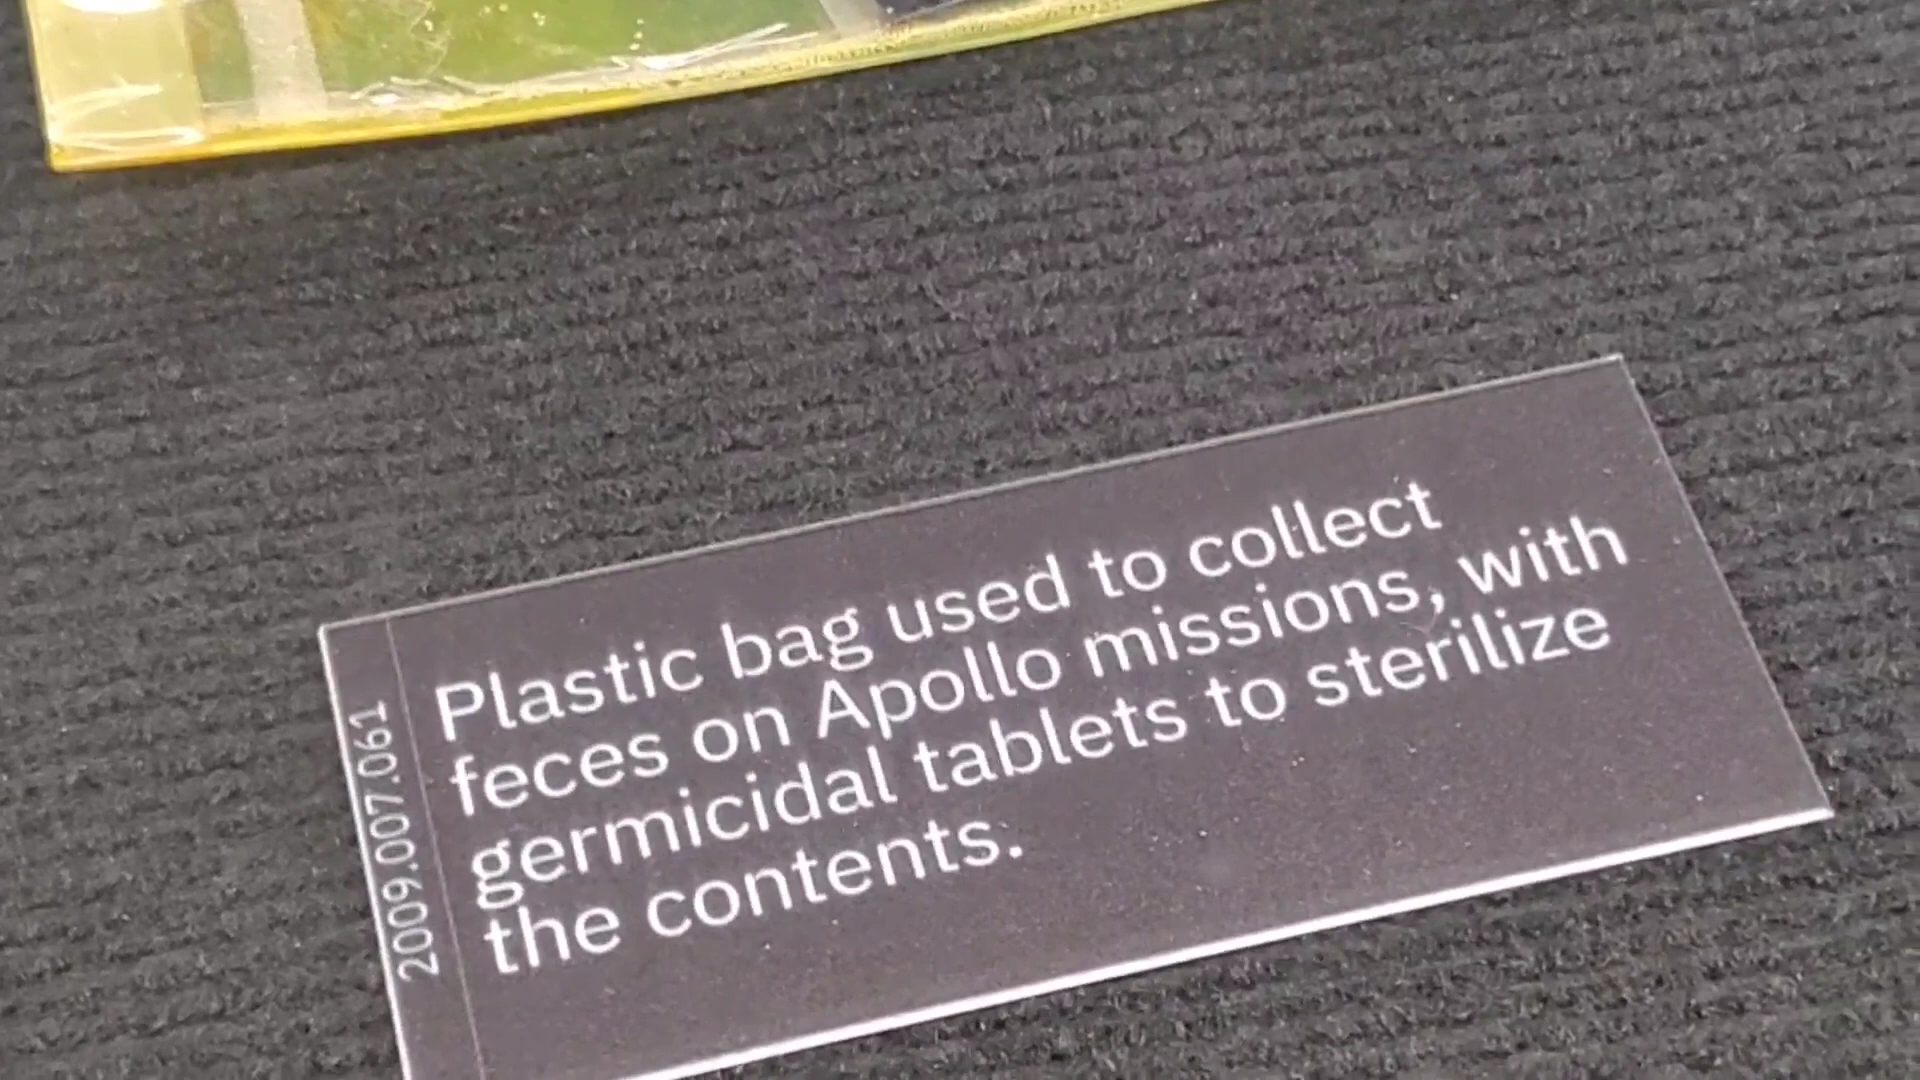 Plastic bag used to collect
feces on Apollo missions, with
germicidal tablets to sterilize
the contents.
2009.007.061